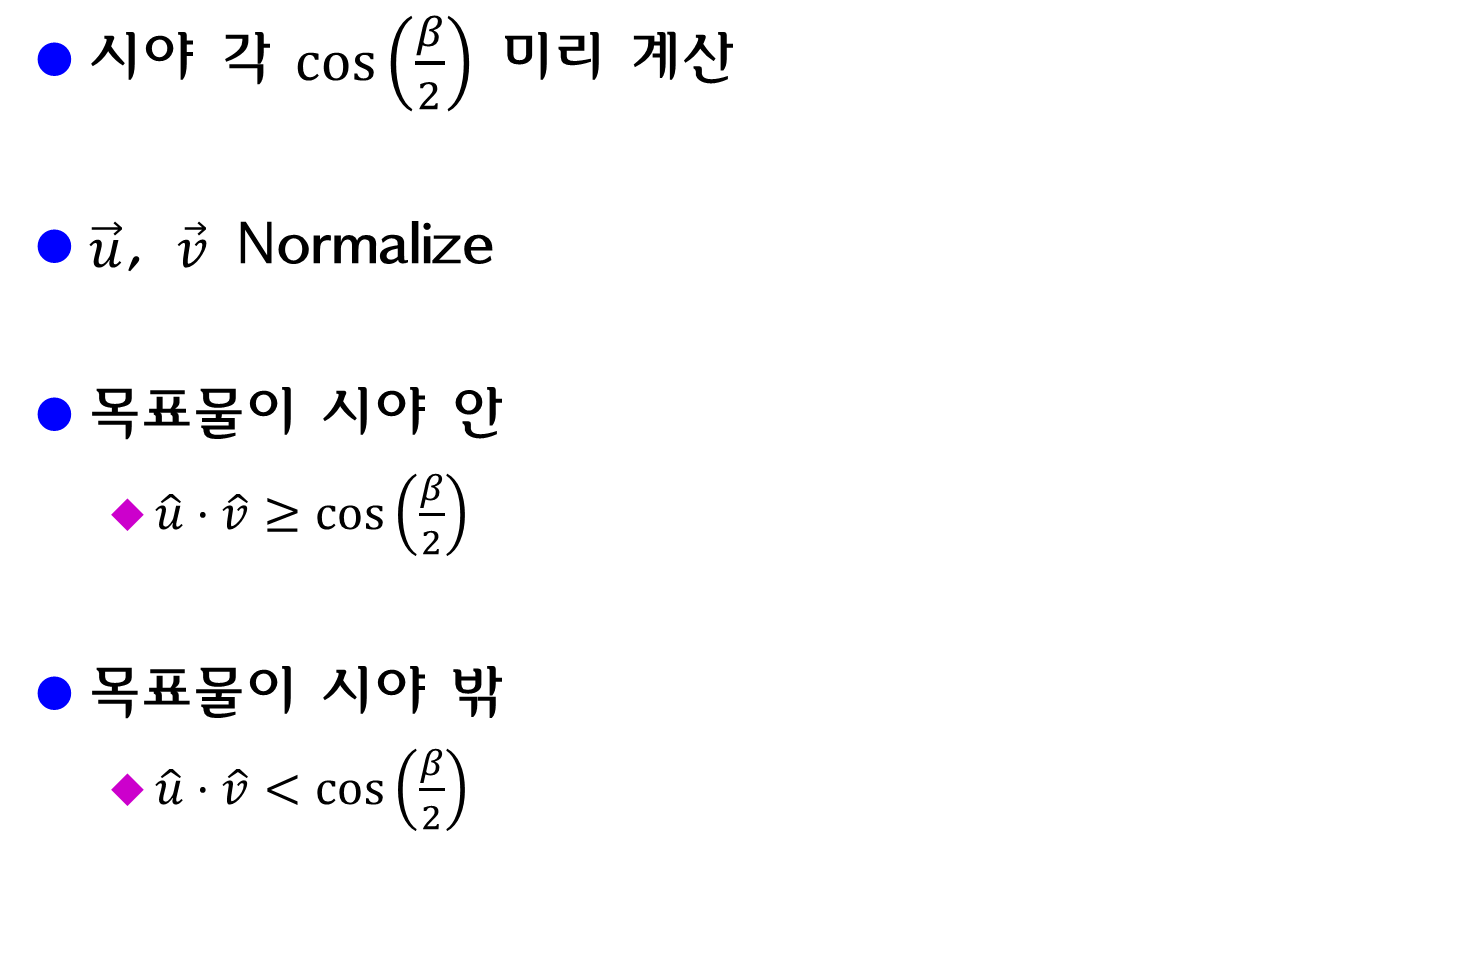 ● 시야 각 cos(β/2) 미리 계산
● u⃗, v⃗ Normalize
● 목표물이 시야 안
◆ û · v̂ ≥ cos(β/2)
● 목표물이 시야 밖
◆ û · v̂ < cos(β/2)